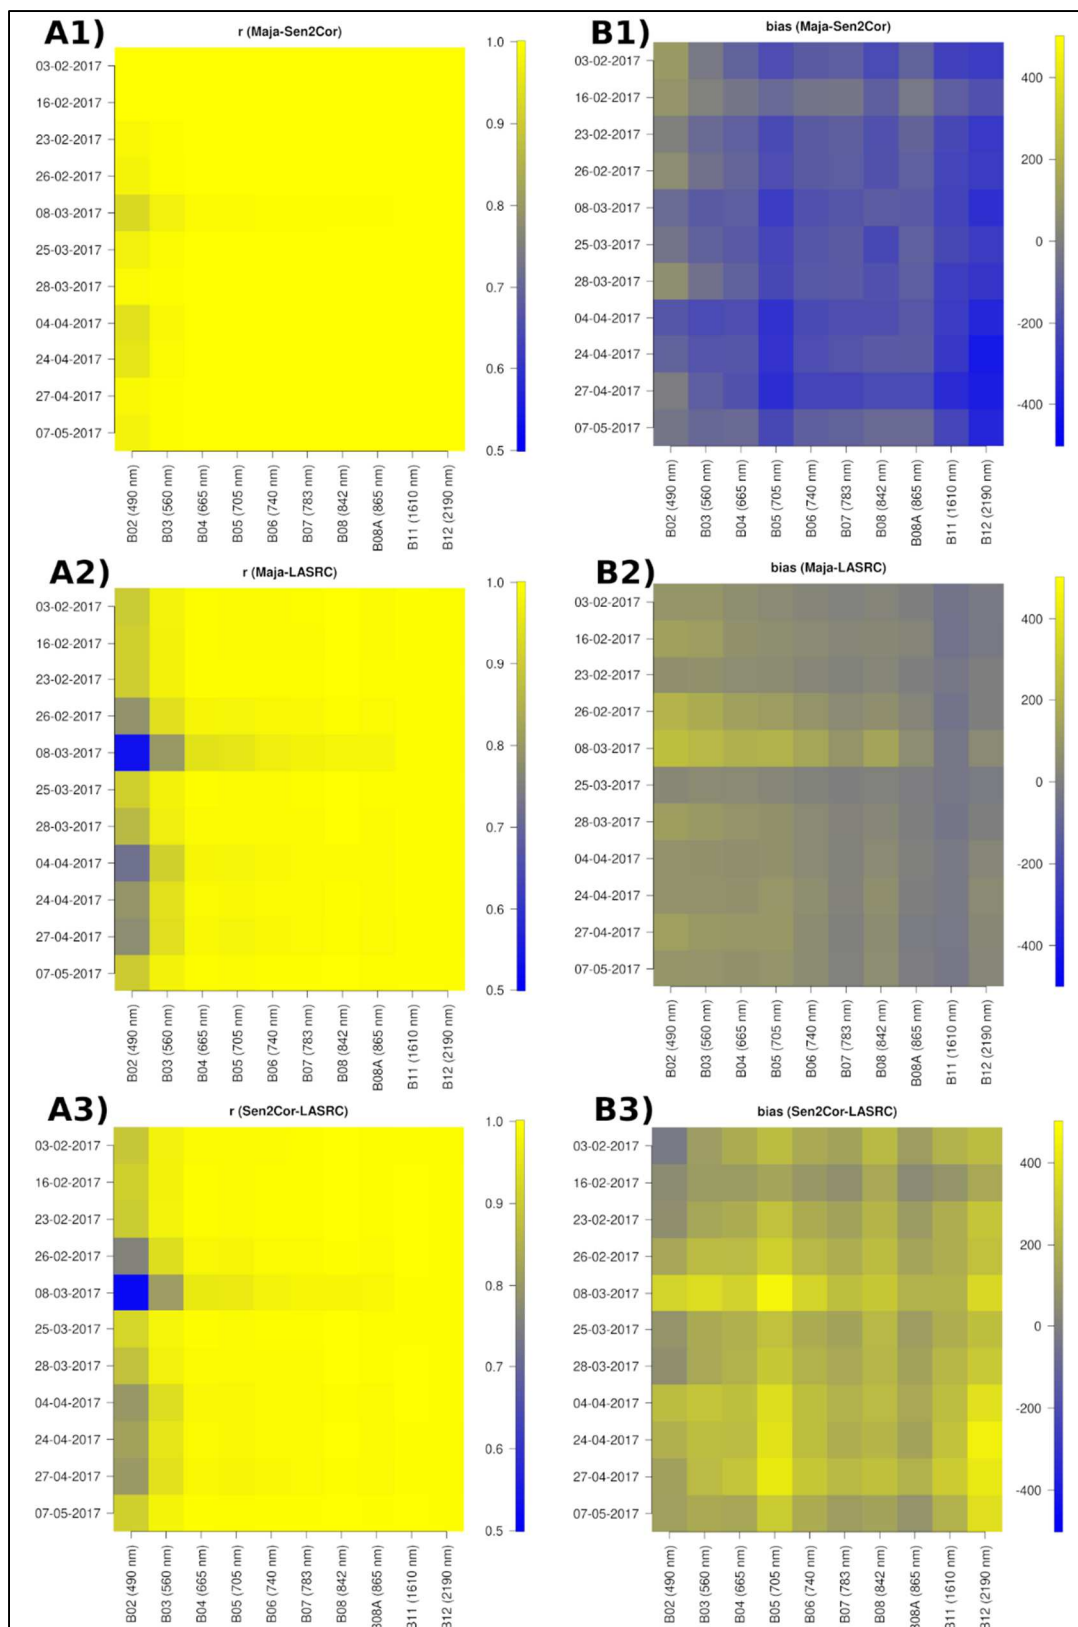 A1)
r (Maja-Sen2Cor)
03-02-2017
16-02-2017
23-02-2017
26-02-2017
08-03-2017
25-03-2017
28-03-2017
04-04-2017
24-04-2017
27-04-2017
07-05-2017
1.0
0.9
0.8
0.7
0.6
0.5
B02 (490 nm)
B03 (560 nm)
B04 (665 nm)
B05 (705 nm)
B06 (740 nm)
B07 (783 nm)
B08 (842 nm)
B08A (865 nm)
B11 (1610 nm)
B12 (2190 nm)
B1)
bias (Maja-Sen2Cor)
03-02-2017
16-02-2017
23-02-2017
26-02-2017
08-03-2017
25-03-2017
28-03-2017
04-04-2017
24-04-2017
27-04-2017
07-05-2017
400
200
0
-200
-400
B02 (490 nm)
B03 (560 nm)
B04 (665 nm)
B05 (705 nm)
B06 (740 nm)
B07 (783 nm)
B08 (842 nm)
B08A (865 nm)
B11 (1610 nm)
B12 (2190 nm)
A2)
r (Maja-LASRC)
03-02-2017
16-02-2017
23-02-2017
26-02-2017
08-03-2017
25-03-2017
28-03-2017
04-04-2017
24-04-2017
27-04-2017
07-05-2017
1.0
0.9
0.8
0.7
0.6
0.5
B02 (490 nm)
B03 (560 nm)
B04 (665 nm)
B05 (705 nm)
B06 (740 nm)
B07 (783 nm)
B08 (842 nm)
B08A (865 nm)
B11 (1610 nm)
B12 (2190 nm)
B2)
bias (Maja-LASRC)
03-02-2017
16-02-2017
23-02-2017
26-02-2017
08-03-2017
25-03-2017
28-03-2017
04-04-2017
24-04-2017
27-04-2017
07-05-2017
400
200
0
-200
-400
B02 (490 nm)
B03 (560 nm)
B04 (665 nm)
B05 (705 nm)
B06 (740 nm)
B07 (783 nm)
B08 (842 nm)
B08A (865 nm)
B11 (1610 nm)
B12 (2190 nm)
A3)
r (Sen2Cor-LASRC)
03-02-2017
16-02-2017
23-02-2017
26-02-2017
08-03-2017
25-03-2017
28-03-2017
04-04-2017
24-04-2017
27-04-2017
07-05-2017
1.0
0.9
0.8
0.7
0.6
0.5
B02 (490 nm)
B03 (560 nm)
B04 (665 nm)
B05 (705 nm)
B06 (740 nm)
B07 (783 nm)
B08 (842 nm)
308A (865 nm)
B11 (1610 nm)
B12 (2190 nm)
B3)
bias (Sen2Cor-LASRC)
03-02-2017
16-02-2017
23-02-2017
26-02-2017
08-03-2017
25-03-2017
28-03-2017
04-04-2017
24-04-2017
27-04-2017
07-05-2017
400
200
0
-200
-400
B02 (490 nm)
B03 (560 nm)
B04 (665 nm)
B05 (705 nm)
B06 (740 nm)
B07 (783 nm)
B08 (842 nm)
308A (865 nm)
B11 (1610 nm)
B12 (2190 nm)